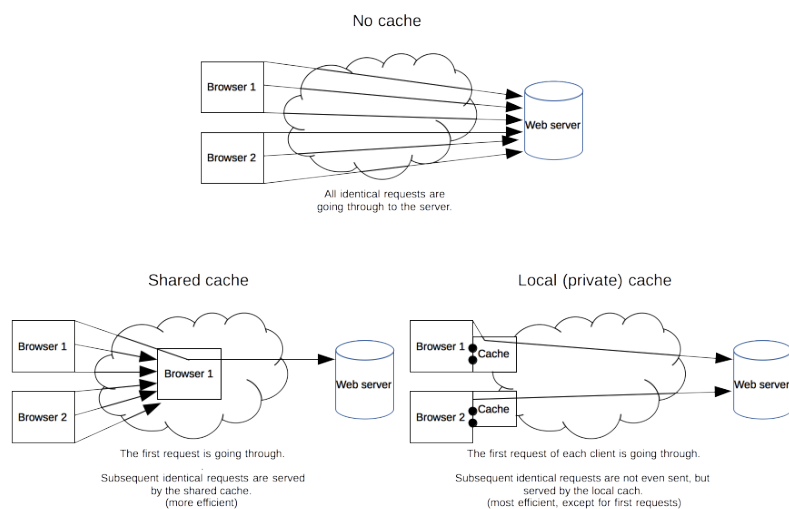 No cache
Browser 1
Browser 2
Web server
All identical requests are
going through to the server.
Shared cache
Browser 1
Browser 2
Browser 1
Web server
The first request is going through.
Subsequent identical requests are served
by the shared cache.
(more efficient)
Local (private) cache
Browser 1
Cache
Browser 2
Cache
Web server
The first request of each client is going through.
Subsequent identical requests are not even sent, but
served by the local cach.
(most efficient, except for first requests)